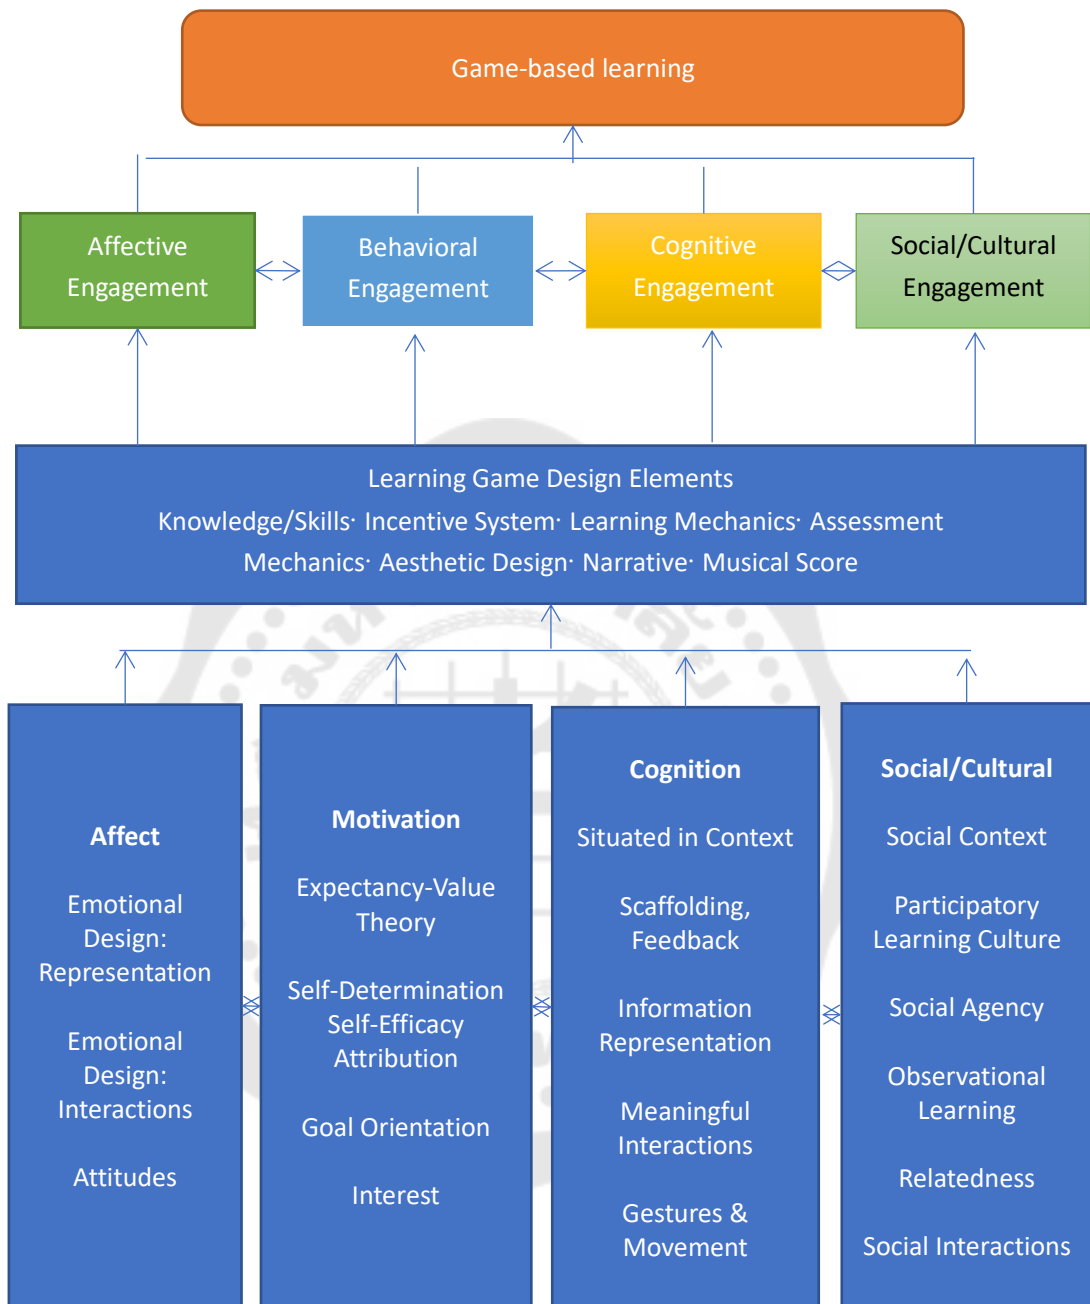 Game-based learning
Affective
Engagement
Behavioral
Engagement
Cognitive
Engagement
Social/Cultural
Engagement
Learning Game Design Elements
Knowledge/Skills· Incentive System· Learning Mechanics· Assessment
Mechanics· Aesthetic Design· Narrative· Musical Score
Affect
Emotional
Design:
Representation
Emotional
Design:
Interactions
Attitudes
Motivation
Expectancy-Value
Theory
Self-Determination
Self-Efficacy
Attribution
Goal Orientation
Interest
Cognition
Situated in Context
Scaffolding,
Feedback
Information
Representation
Meaningful
Interactions
Gestures &
Movement
Social/Cultural
Social Context
Participatory
Learning Culture
Social Agency
Observational
Learning
Relatedness
Social Interactions